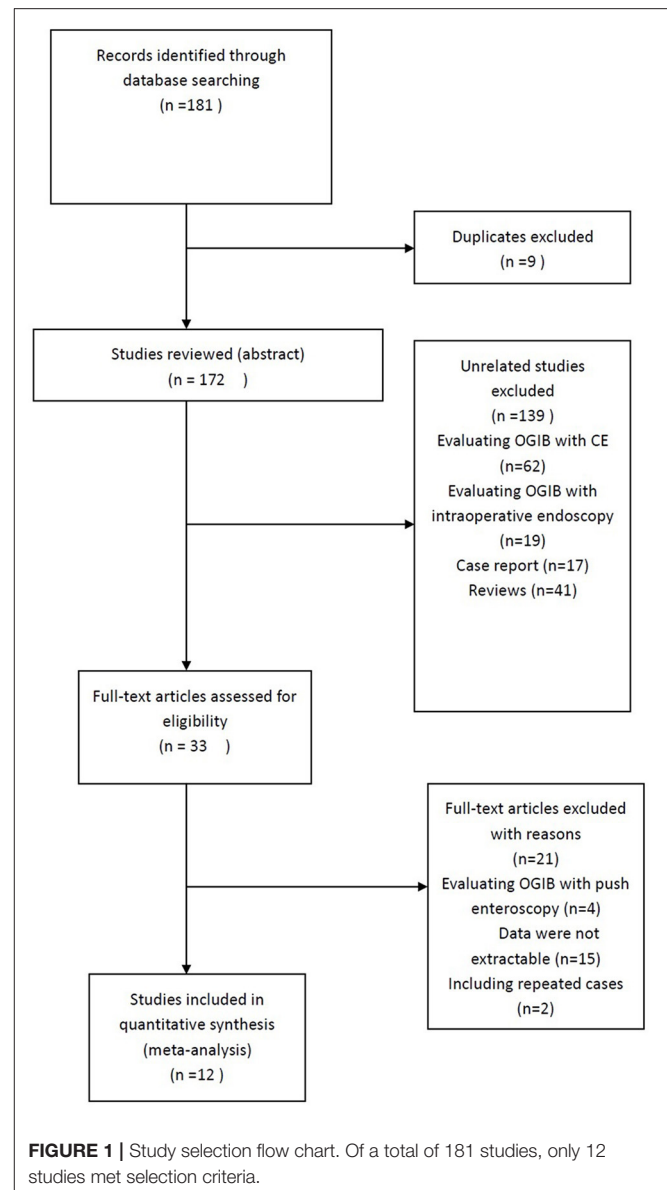 Records identified through
database searching
(n =181 )
Duplicates excluded
(n =9 )
Studies reviewed (abstract)
(n = 172 )
Unrelated studies
excluded
(n =139 )
Evaluating OGIB with CE
(n=62)
Evaluating OGIB with
intraoperative endoscopy
(n=19)
Case report (n=17)
Reviews (n=41)
Full-text articles assessed for
eligibility
(n = 33 )
Full-text articles excluded
with reasons
(n=21)
Evaluating OGIB with push
enteroscopy (n=4)
Data were not
extractable (n=15)
Including repeated cases
(n=2)
Studies included in
quantitative synthesis
(meta-analysis)
(n =12 )
FIGURE 1 | Study selection flow chart. Of a total of 181 studies, only 12
studies met selection criteria.